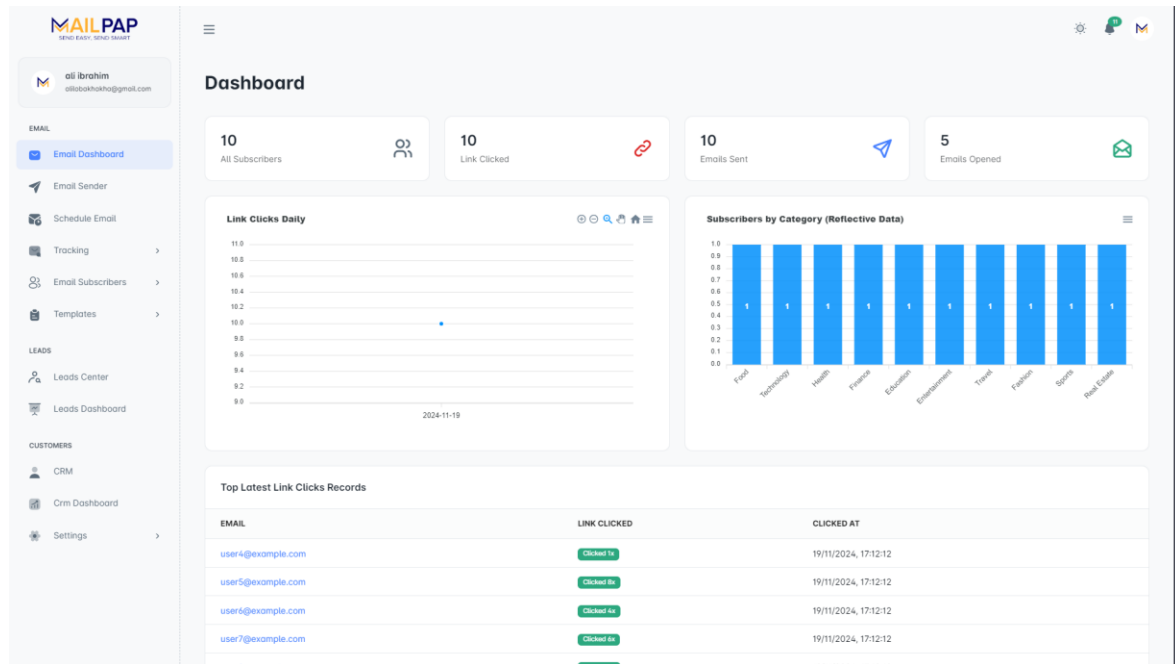 MAILPAP
SEND EASY, SEND SMART
ali ibrahim
alilobakhokha@gmail.com
EMAIL
Email Dashboard
Email Sender
Schedule Email
Tracking
Email Subscribers
Templates
LEADS
Leads Center
Leads Dashboard
CUSTOMERS
CRM
Crm Dashboard
Settings
11
Dashboard
10
All Subscribers
10
Link Clicked
10
Emails Sent
5
Emails Opened
Link Clicks Daily
11.0
10.8
10.6
10.4
10.2
10.0
9.8
9.6
9.4
9.2
9.0
2024-11-19
Subscribers by Category (Reflective Data)
1.0
0.9
0.8
0.7
0.6
0.5
0.4
0.3
0.2
0.1
0.0
1 1 1 1 1 1 1 1 1 1
Food Technology Health Finance Education Entertainment Travel Fashion Sports Real Estate
Top Latest Link Clicks Records
EMAIL LINK CLICKED CLICKED AT
user4@example.com Clicked 1x 19/11/2024, 17:12:12
user5@example.com Clicked 8x 19/11/2024, 17:12:12
user6@example.com Clicked 4x 19/11/2024, 17:12:12
user7@example.com Clicked 6x 19/11/2024, 17:12:12